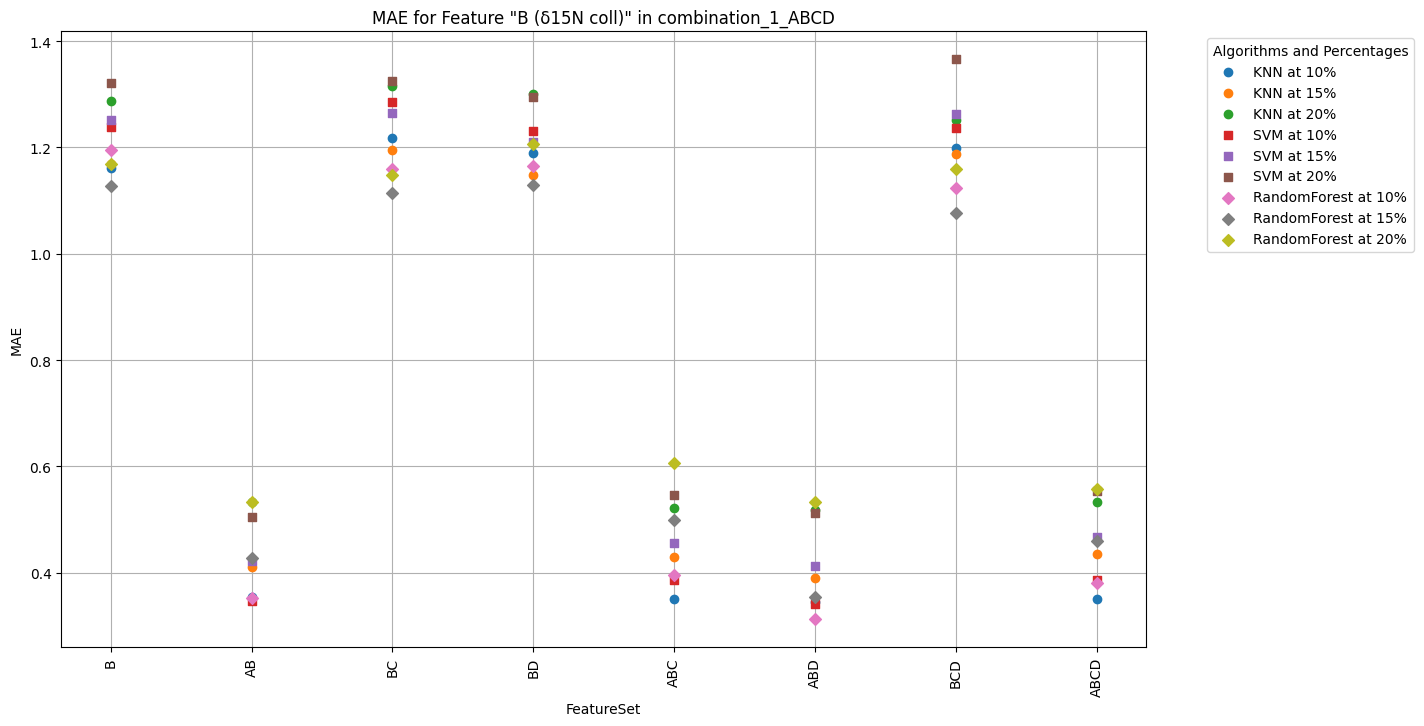 MAE for Feature "B (δ15N coll)" in combination_1_ABCD
MAE
1.4
1.2
1.0
0.8
0.6
0.4
B
AB
BC
BD
ABC
ABD
BCD
ABCD
FeatureSet
Algorithms and Percentages
KNN at 10%
KNN at 15%
KNN at 20%
SVM at 10%
SVM at 15%
SVM at 20%
RandomForest at 10%
RandomForest at 15%
RandomForest at 20%